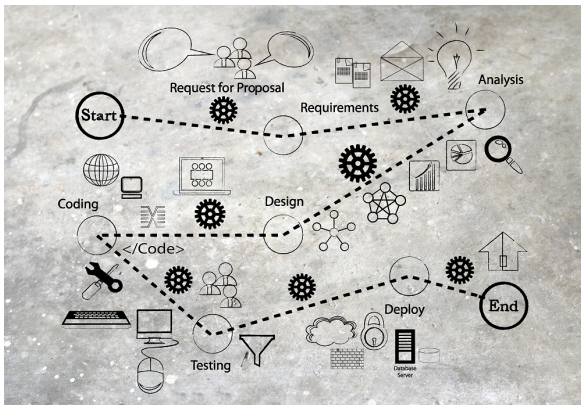 Request for Proposal
Analysis
Requirements
Start
Coding
Design
</Code>
Deploy
End
Testing
Database
Server